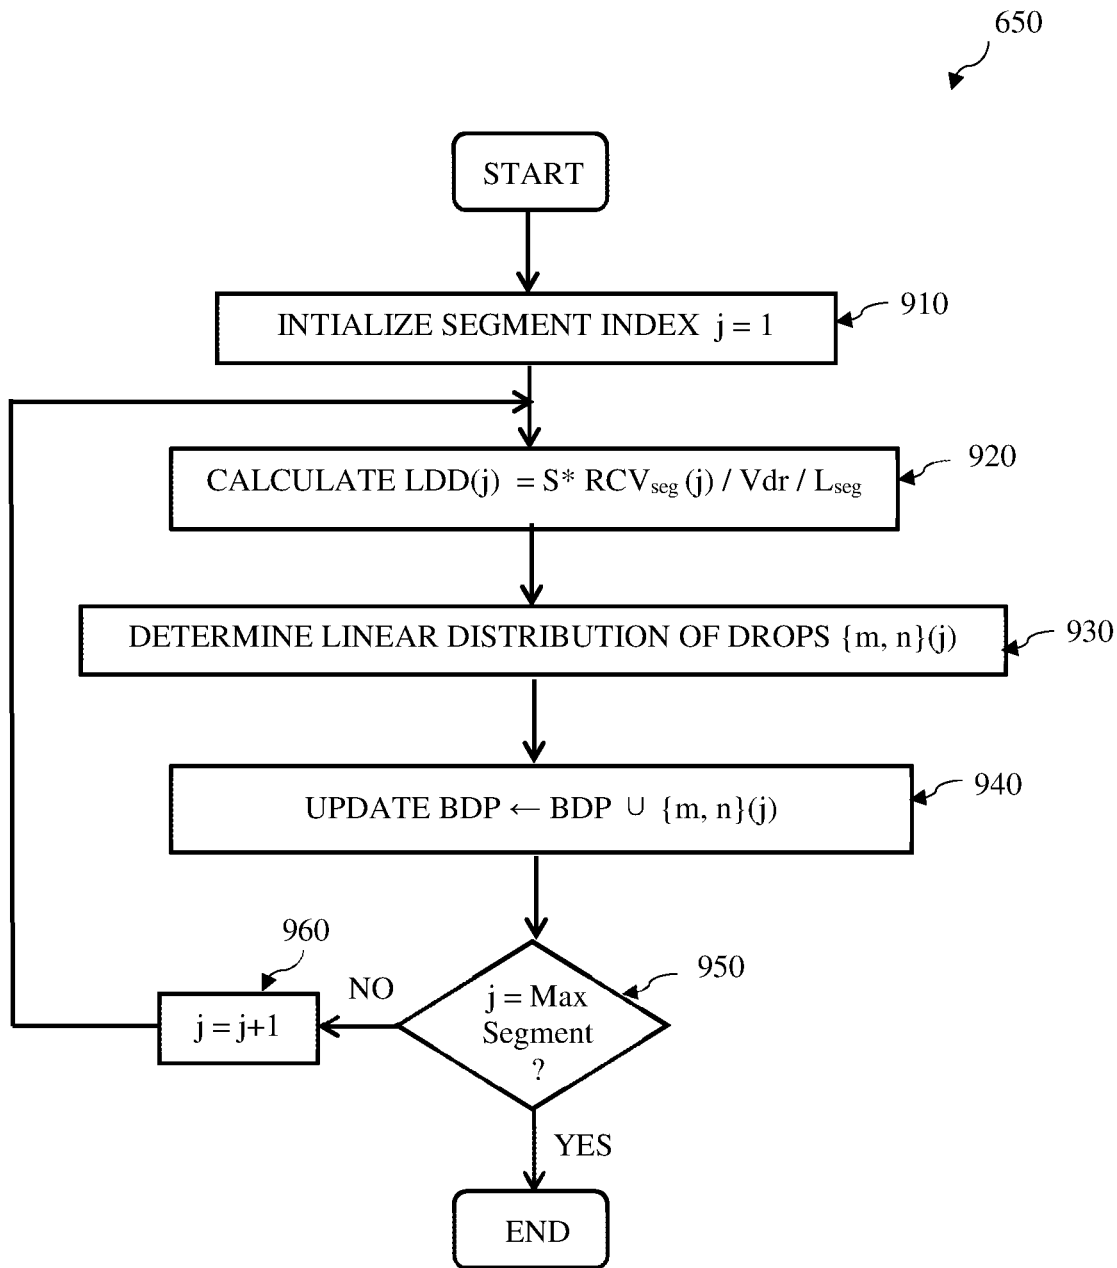 650
START
INTIALIZE SEGMENT INDEX j = 1
910
CALCULATE LDD(j) = S* RCVseg (j) / Vdr / Lseg
920
DETERMINE LINEAR DISTRIBUTION OF DROPS {m, n}(j)
930
UPDATE BDP ← BDP ∪ {m, n}(j)
940
960
950
NO
j = Max
Segment
?
j = j+1
YES
END